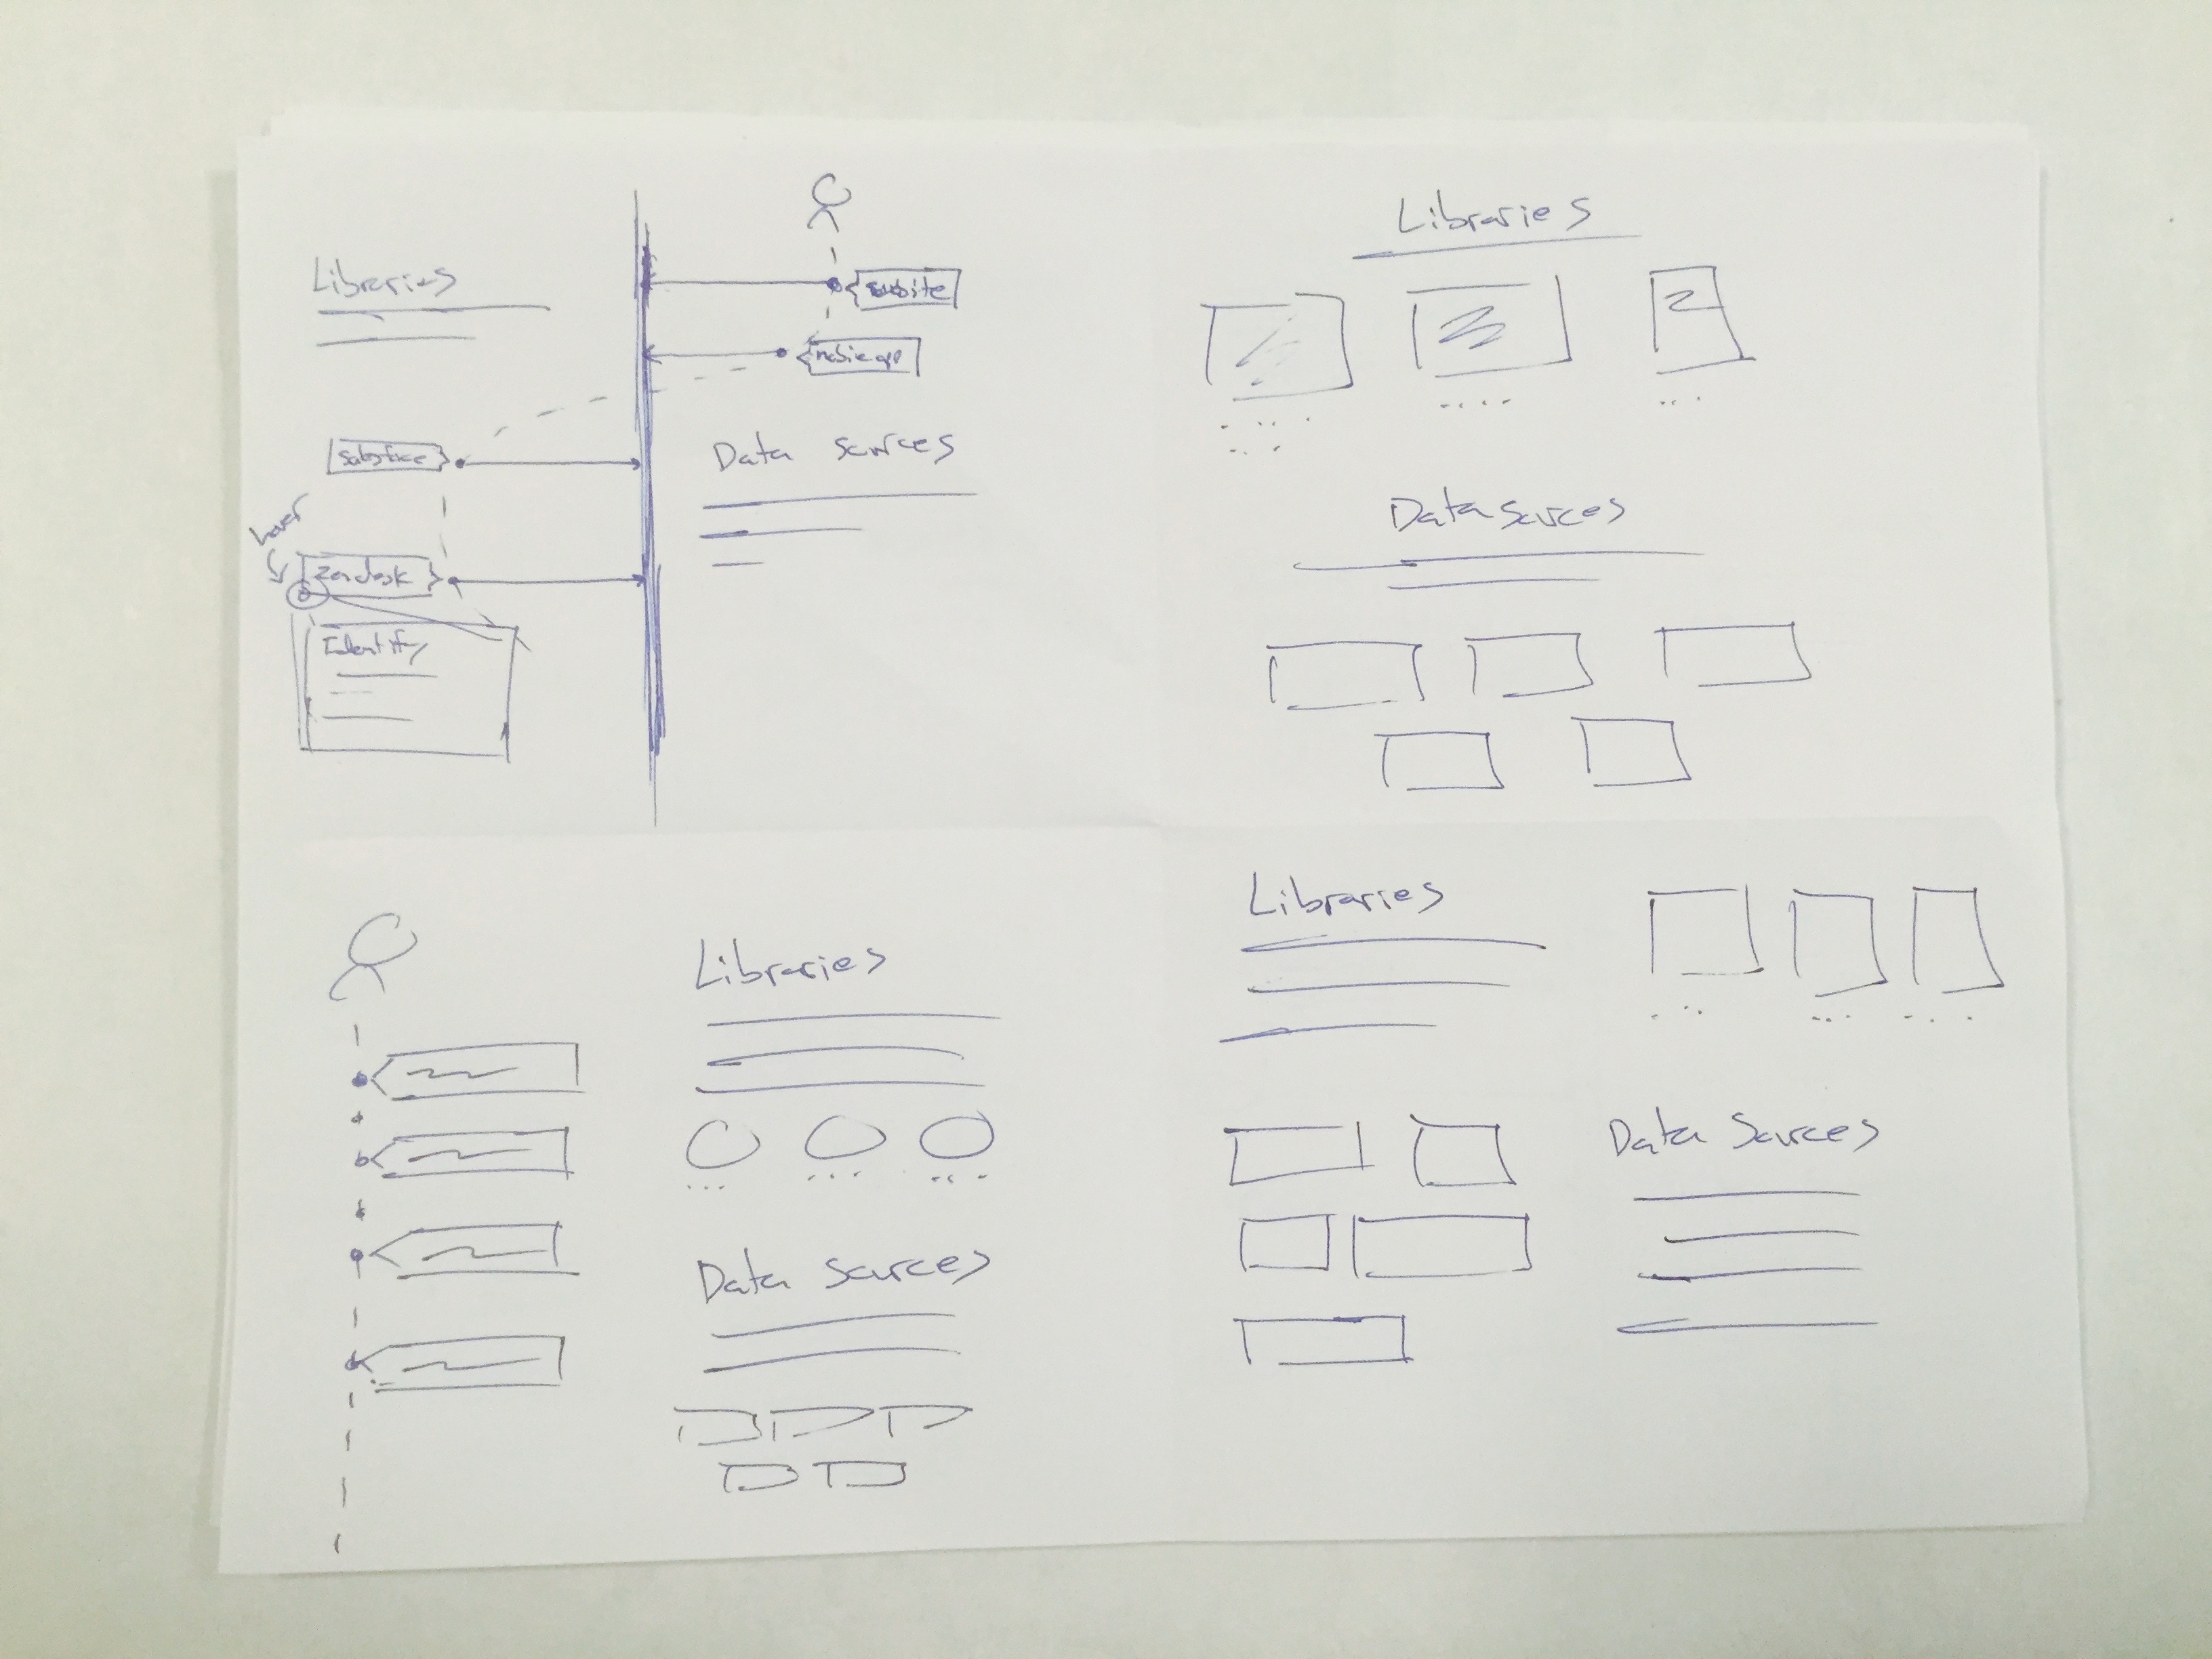 Libraries
website
mobile app
Data sources
Salesforce
hover
Zendesk
Identify
Libraries
Data sources
Libraries
Data sources
Libraries
Data Sources